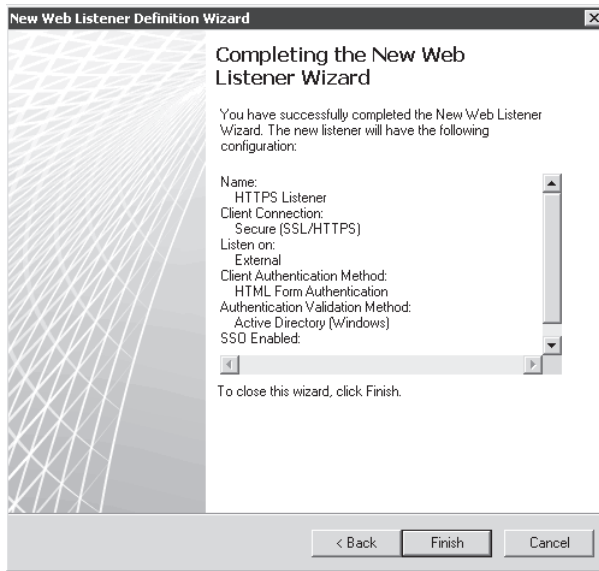 New Web Listener Definition Wizard
Completing the New Web
Listener Wizard
You have successfully completed the New Web Listener
Wizard. The new listener will have the following
configuration:
Name:
HTTPS Listener
Client Connection:
Secure (SSL/HTTPS)
Listen on:
External
Client Authentication Method:
HTML Form Authentication
Authentication Validation Method:
Active Directory (Windows)
SSO Enabled:
To close this wizard, click Finish.
< Back
Finish
Cancel